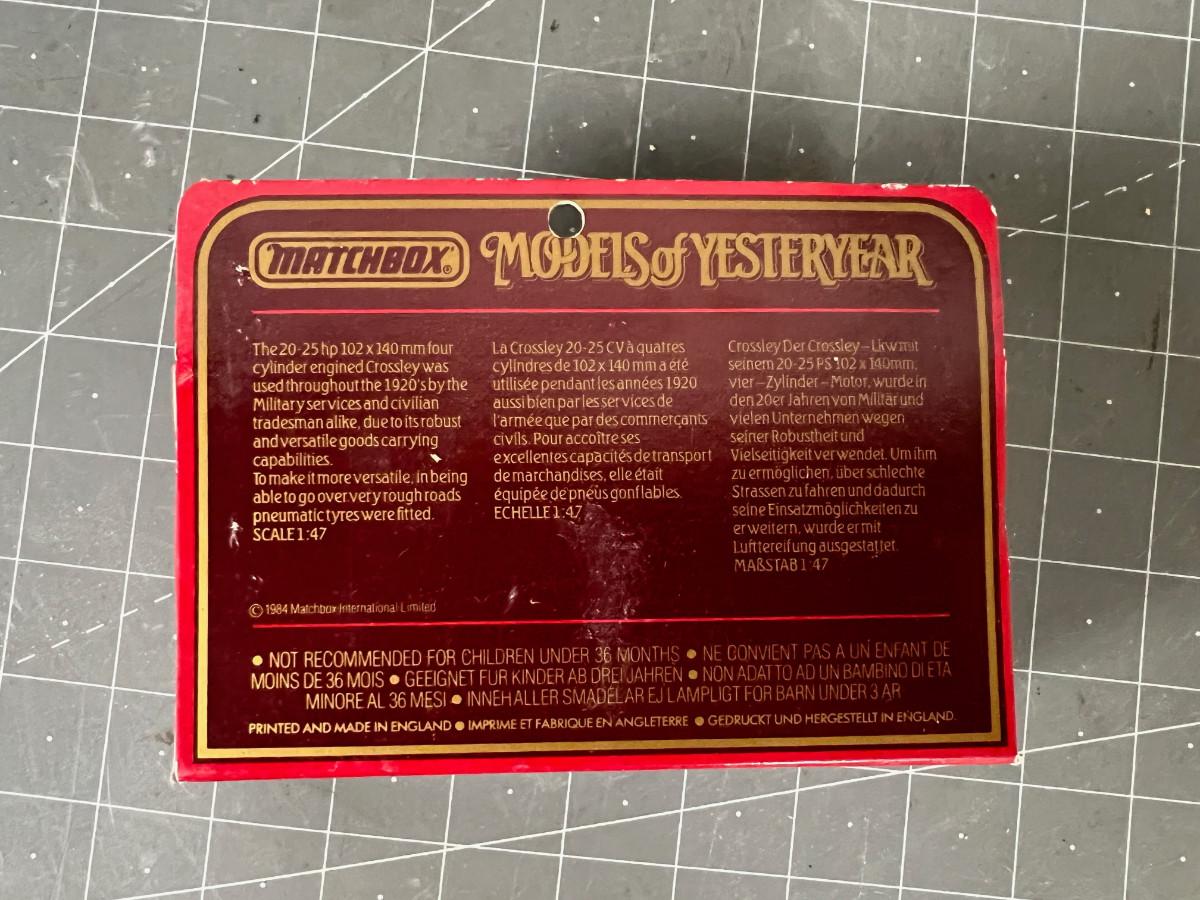 MATCHBOX®
MODELS of YESTERYEAR
The 20-25 hp 102 x 140 mm four
cylinder engined Crossley was
used throughout the 1920's by the
Military services and civilian
tradesman alike, due to its robust
and versatile goods carrying
capabilities.
To make it more versatile, in being
able to go over very rough roads
pneumatic tyres were fitted.
SCALE 1:47
La Crossley 20-25 CV à quatres
cylindres de 102 x 140 mm a été
utilisée pendant les années 1920
aussi bien par les services de
l'armée que par des commerçants
civils. Pour accoître ses
excellentes capacités de transport
de marchandises, elle était
équipée de pneus gonflables.
ECHELLE 1:47
Crossley Der Crossley – Lkw mit
seinem 20-25 PS 102 x 140mm,
vier – Zylinder – Motor, wurde in
den 20er Jahren von Militär und
vielen Unternehmen wegen
seiner Robustheit und
Vielseitigkeit verwendet. Um ihm
zu ermöglichen, über schlechte
Strassen zu fahren und dadurch
seine Einsatzmöglichkeiten zu
erweitern, wurde er mit
Lufttereifung ausgestattet.
MAßSTAB 1:47
© 1984 Matchbox International Limited
● NOT RECOMMENDED FOR CHILDREN UNDER 36 MONTHS ● NE CONVIENT PAS A UN ENFANT DE
MOINS DE 36 MOIS ● GEEIGNET FUR KINDER AB DREI JAHREN ● NON ADATTO AD UN BAMBINO DI ETA
MINORE AL 36 MESI ● INNEHALLER SMADELAR EJ LAMPLIGT FOR BARN UNDER 3 AR
PRINTED AND MADE IN ENGLAND ● IMPRIME ET FABRIQUE EN ANGLETERRE ● GEDRUCKT UND HERGESTELLT IN ENGLAND.